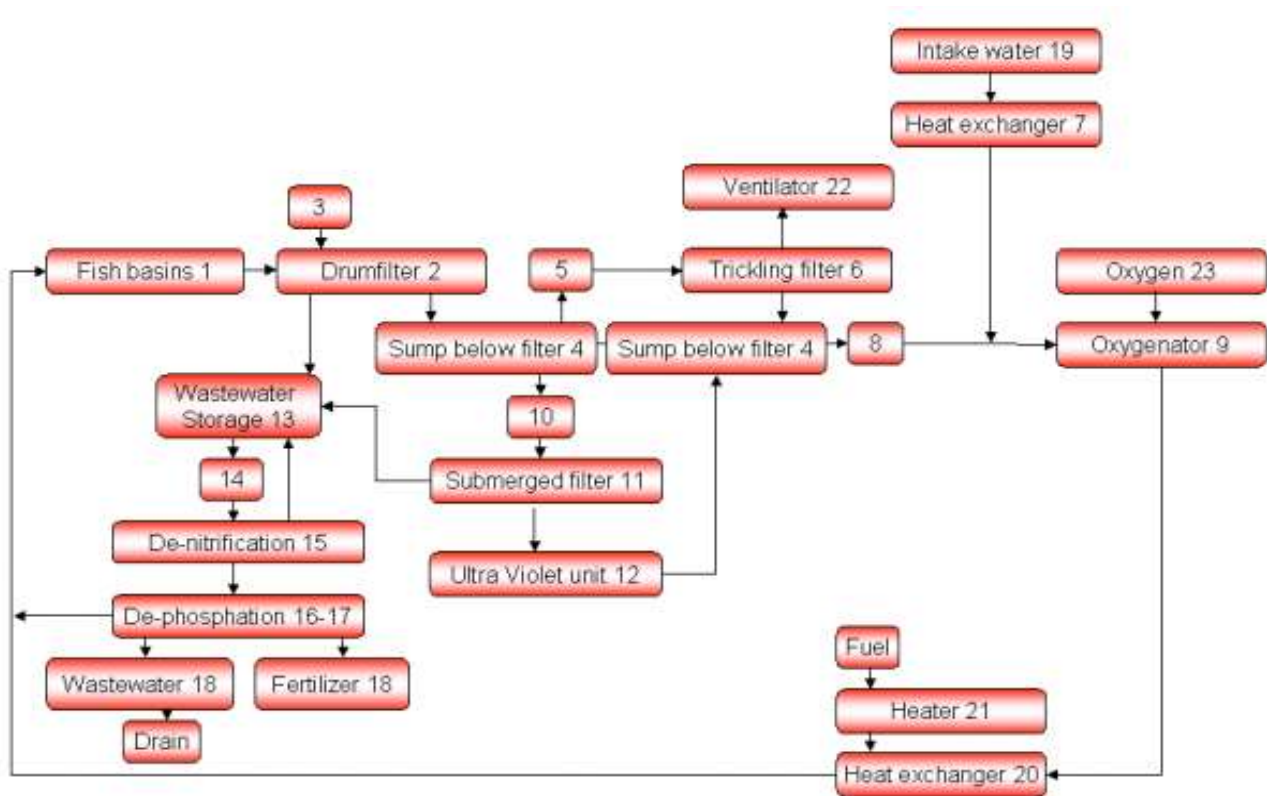 Intake water 19
Heat exchanger 7
Ventilator 22
3
Fish basins 1
Drumfilter 2
5
Trickling filter 6
Oxygen 23
Sump below filter 4
Sump below filter 4
8
Oxygenator 9
Wastewater
Storage 13
10
14
Submerged filter 11
De-nitrification 15
Ultra Violet unit 12
De-phosphation 16-17
Fuel
Wastewater 18
Fertilizer 18
Heater 21
Drain
Heat exchanger 20